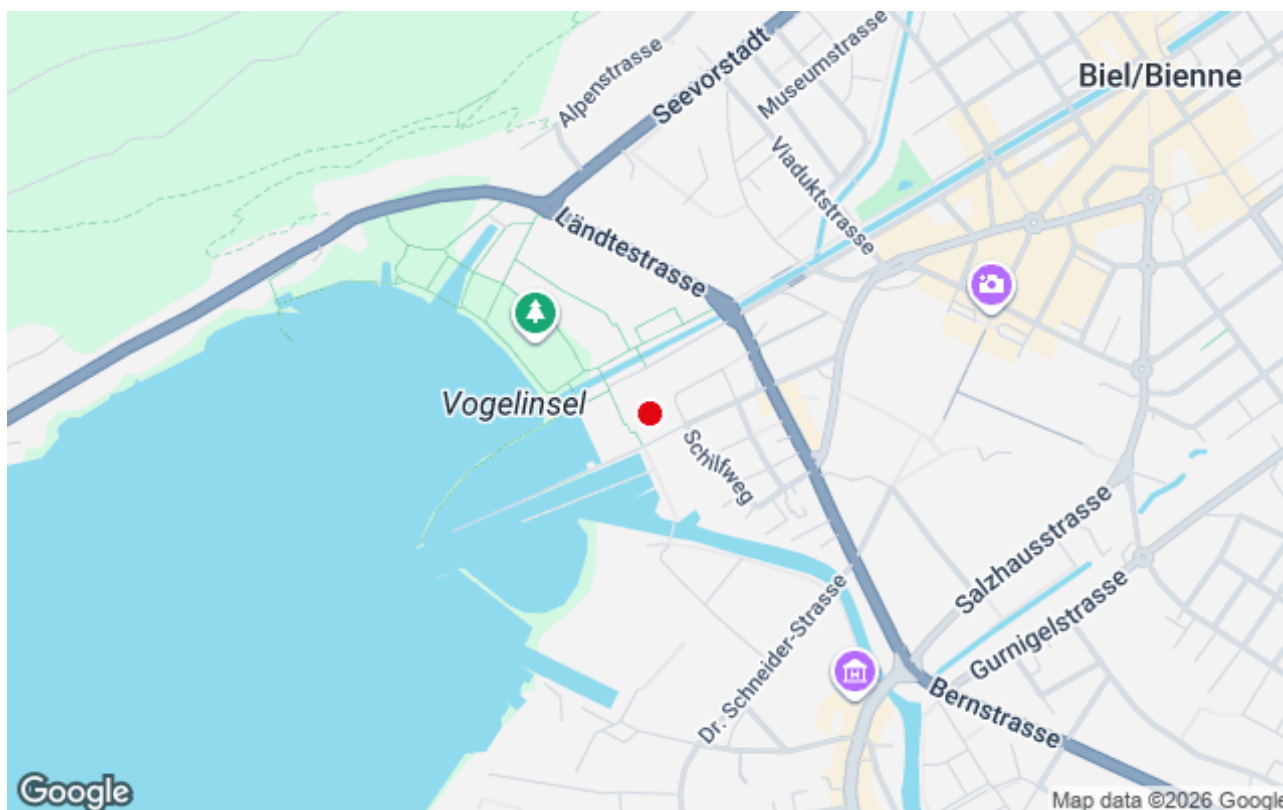 Biel/Bienne
Seevorstadt
Alpenstrasse
Museumstrasse
Viaduktstrasse
Ländtestrasse
Vogelinsel
Schilfweg
Salzhausstrasse
Gurnigelstrasse
Dr. Schneider-Strasse
Bernstrasse
Google
Map data ©2026 Google